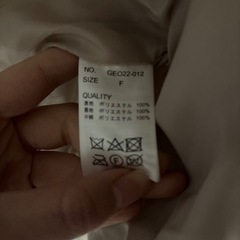 NO. GEO22-012
SIZE F
QUALITY
表地 ポリエステル 100%
裏地 ポリエステル 100%
中綿 ポリエステル 100%